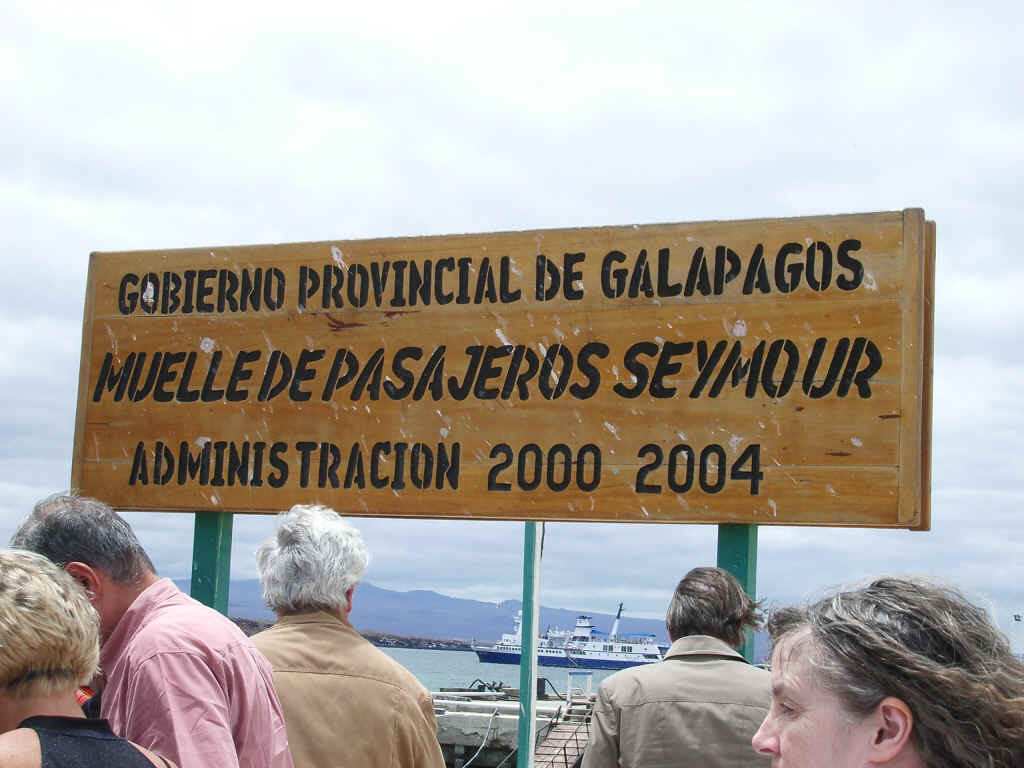 GOBIERNO PROVINCIAL DE GALAPAGOS
MUELLE DE PASAJEROS SEYMOUR
ADMINISTRACION 2000 2004